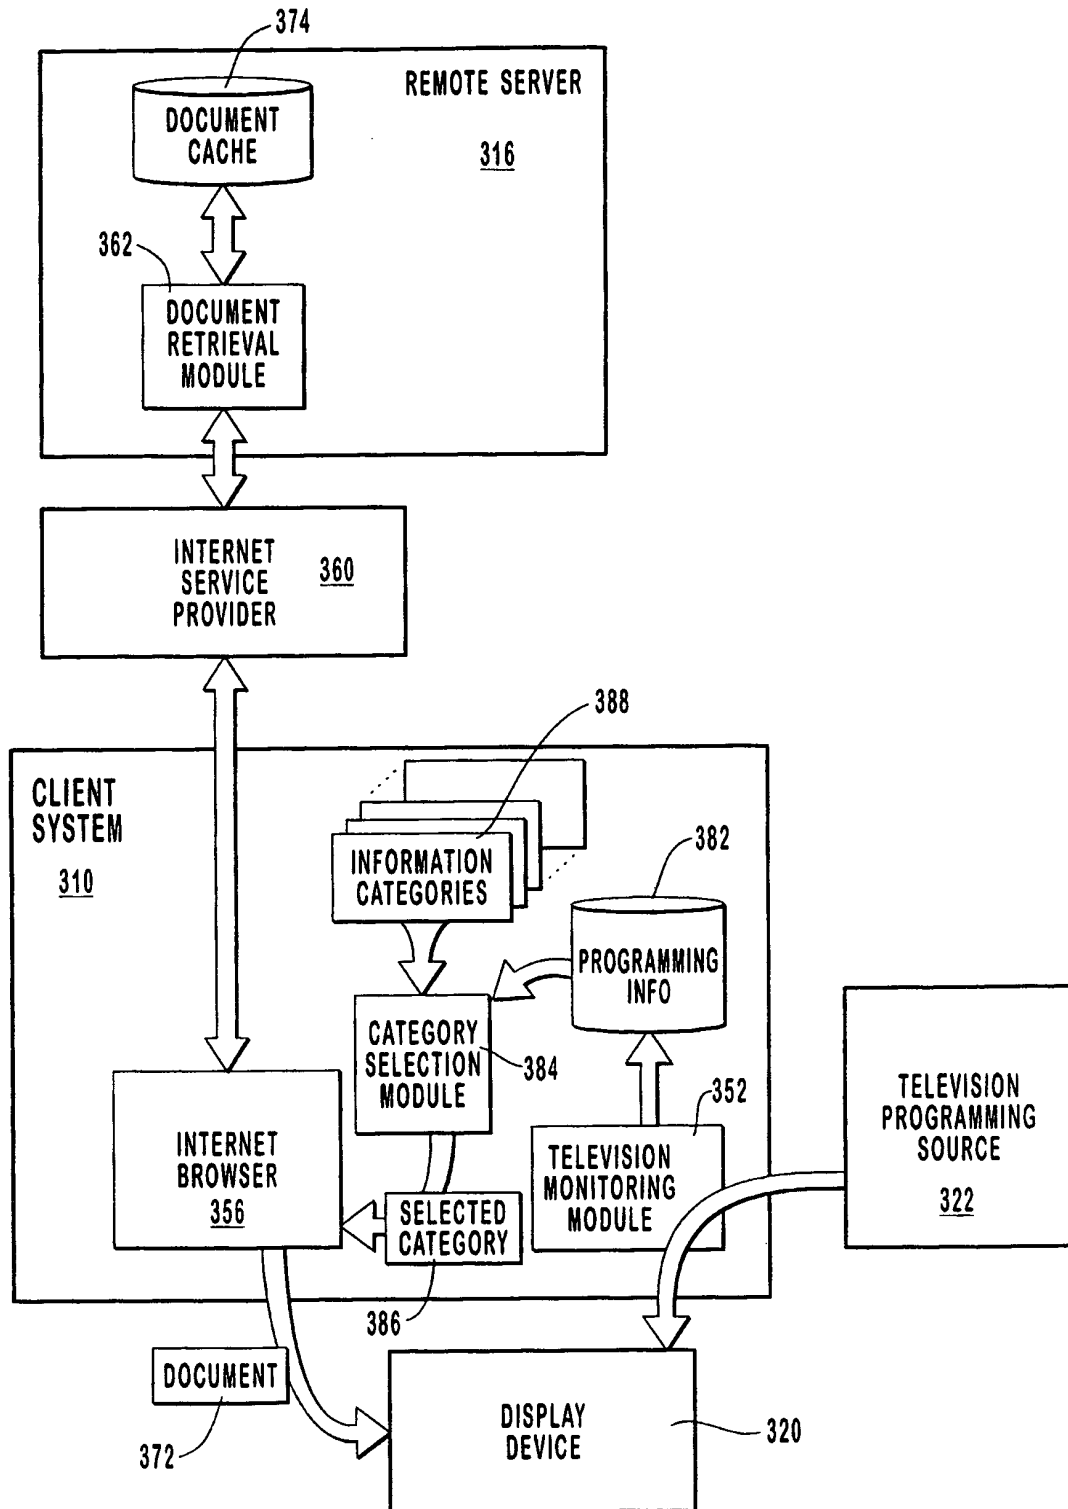 374
REMOTE SERVER
316
DOCUMENT
CACHE
362
DOCUMENT
RETRIEVAL
MODULE
INTERNET
SERVICE
PROVIDER
360
388
CLIENT
SYSTEM
310
INFORMATION
CATEGORIES
382
PROGRAMMING
INFO
CATEGORY
SELECTION
MODULE
384
352
TELEVISION
PROGRAMMING
SOURCE
322
INTERNET
BROWSER
356
TELEVISION
MONITORING
MODULE
SELECTED
CATEGORY
386
DOCUMENT
372
DISPLAY
DEVICE
320